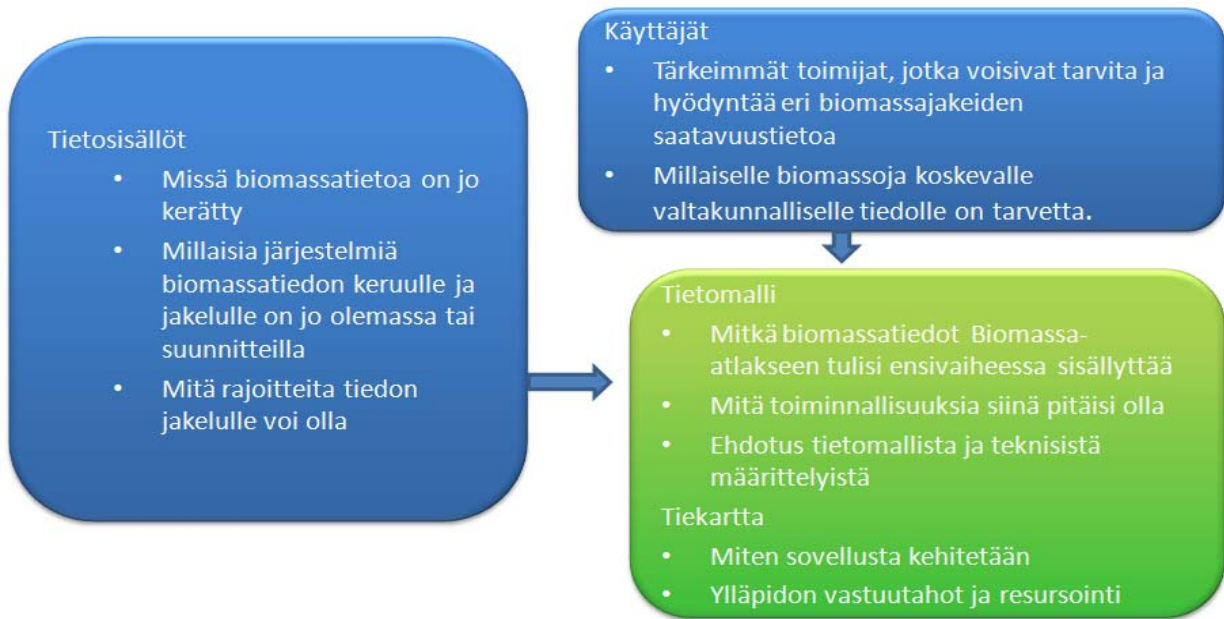 Tietosisällöt
• Missä biomassatietoa on jo
kerätty
• Millaisia järjestelmiä
biomassatiedon keruulle ja
jakelulle on jo olemassa tai
suunnitteilla
• Mitä rajoitteita tiedon
jakelulle voi olla
Käyttäjät
• Tärkeimmät toimijat, jotka voisivat tarvita ja
hyödyntää eri biomassajakeiden
saatavuustietoa
• Millaiselle biomassoja koskevalle
valtakunnalliselle tiedolle on tarvetta.
Tietomalli
• Mitkä biomassatiedot Biomassa-
atlakseen tulisi ensivaiheessa sisällyttää
• Mitä toiminnallisuuksia siinä pitäisi olla
• Ehdotus tietomallista ja teknisistä
määrittelyistä
Tiekartta
• Miten sovellusta kehitetään
• Ylläpidon vastuutahot ja resursointi